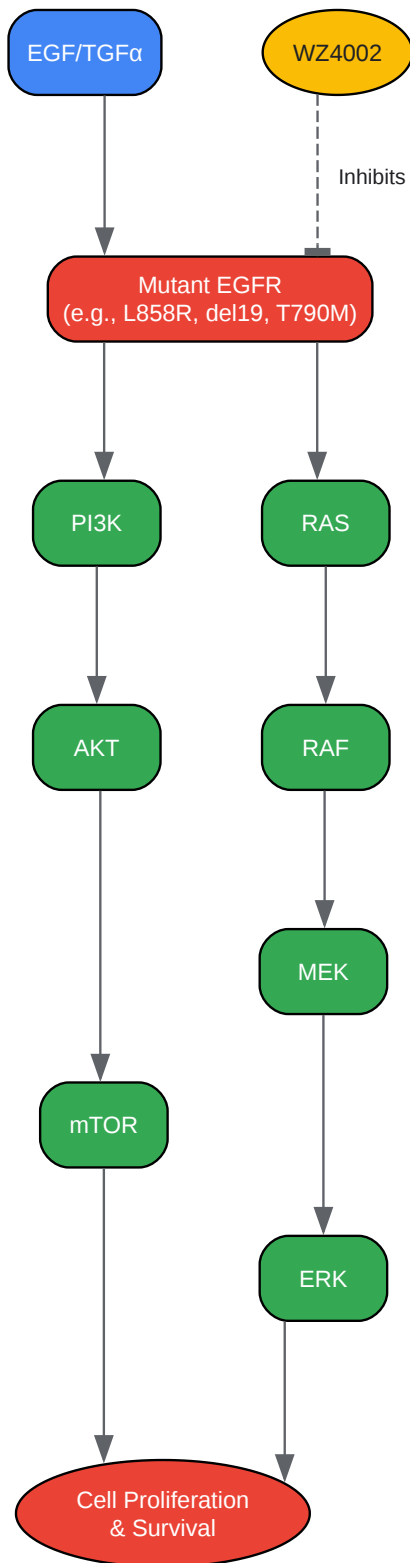 EGF/TGFα
WZ4002
Inhibits
Mutant EGFR
(e.g., L858R, del19, T790M)
PI3K
RAS
AKT
RAF
MEK
mTOR
ERK
Cell Proliferation
& Survival